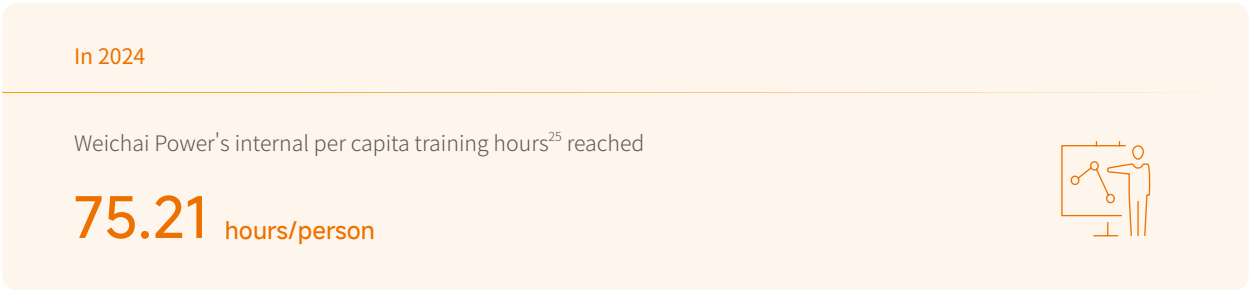 In 2024
Weichai Power's internal per capita training hours25 reached
75.21 hours/person